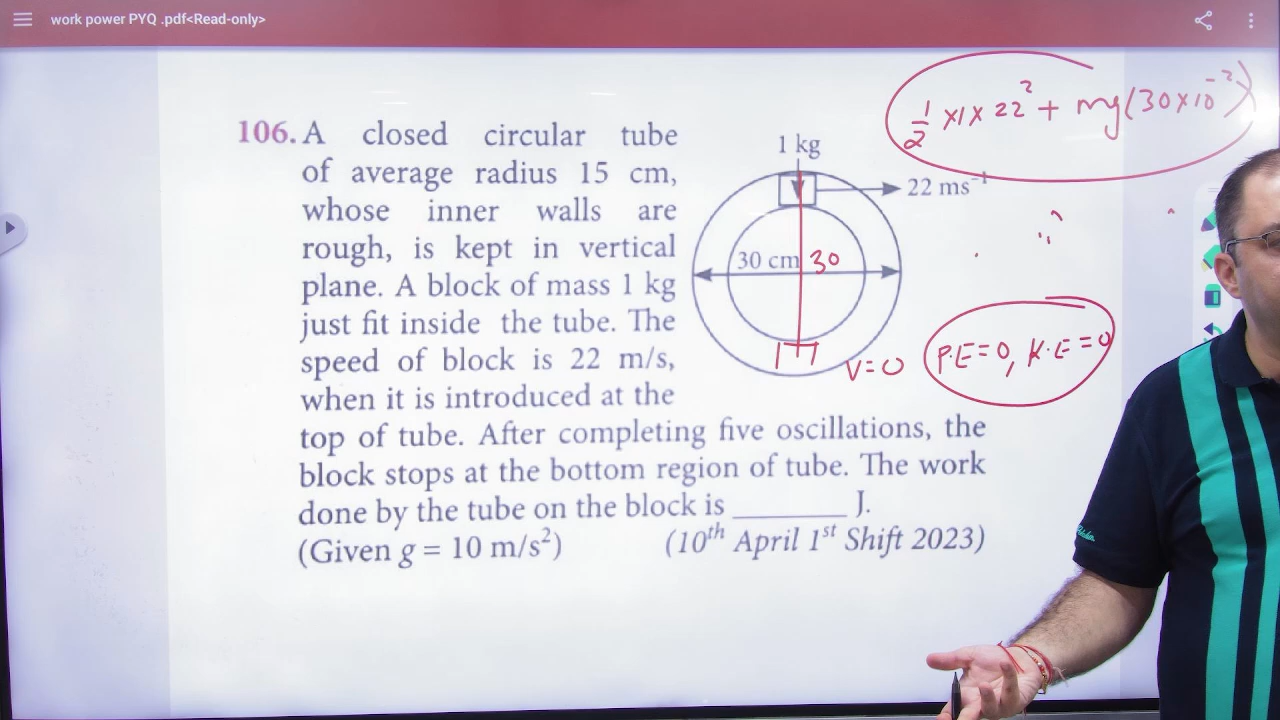 work power PYQ .pdf<Read-only>
½ x1x 22² + mg(30x10⁻²)
106. A closed circular tube
of average radius 15 cm,
whose inner walls are
rough, is kept in vertical
plane. A block of mass 1 kg
just fit inside the tube. The
speed of block is 22 m/s,
when it is introduced at the
top of tube. After completing five oscillations, the
block stops at the bottom region of tube. The work
done by the tube on the block is ________ J.
(Given g = 10 m/s²) (10th April 1st Shift 2023)
1 kg
22 ms⁻¹
30 cm 30
V=0 P.E=0, K.E=0